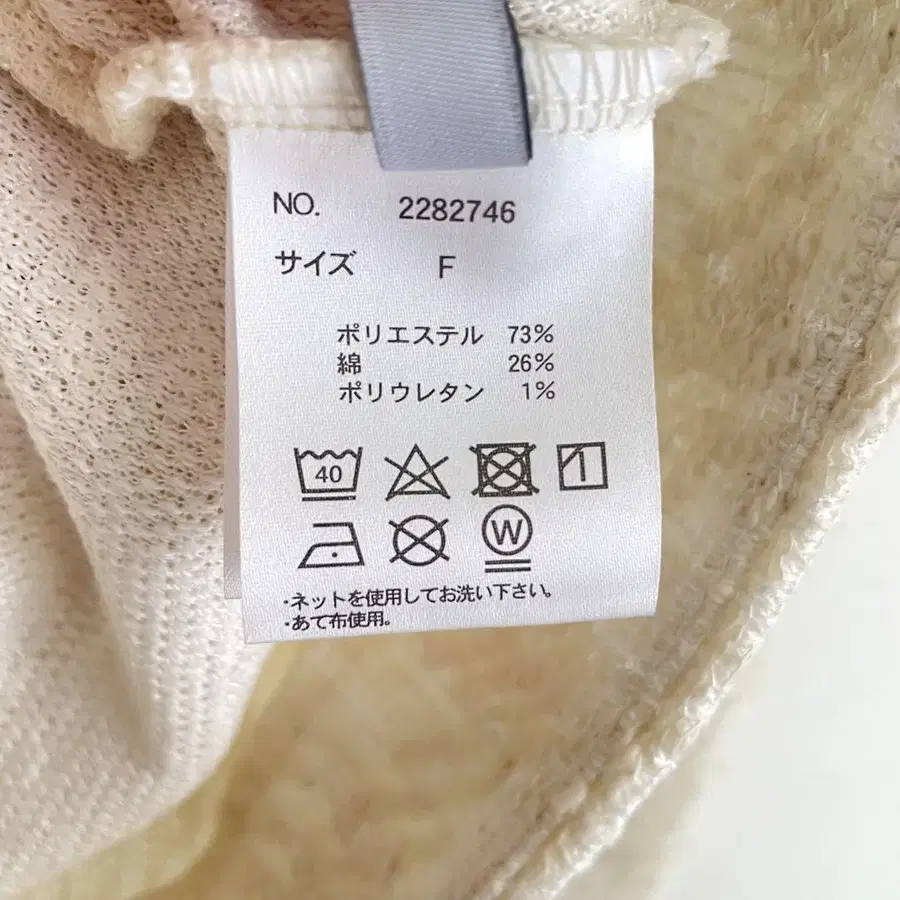 NO. 2282746
サイズ F
ポリエステル 73%
綿 26%
ポリウレタン 1%
40
W
・ネットを使用してお洗い下さい。
・あて布使用。